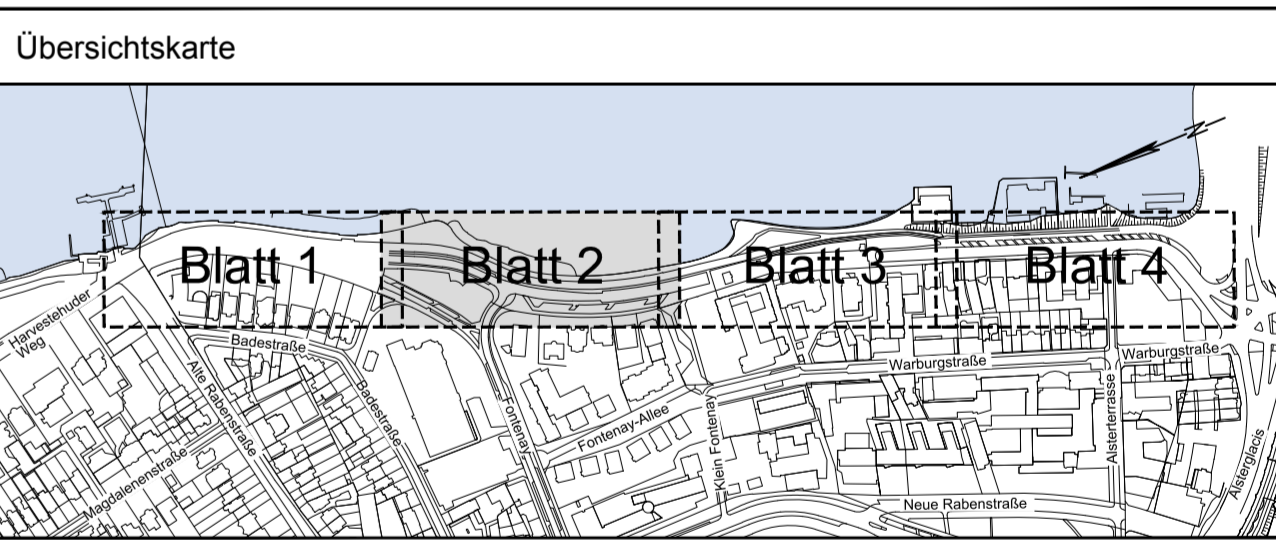 Übersichtskarte
N
Blatt 1
Blatt 2
Blatt 3
Blatt 4
Harvestehuder
Weg
Badestraße
Alte Rabenstraße
Badestraße
Magdalenenstraße
Fontenay
Fontenay-Allee
Klein Fontenay
Warburgstraße
Warburgstraße
Alsterterrasse
Neue Rabenstraße
Alsterglacis